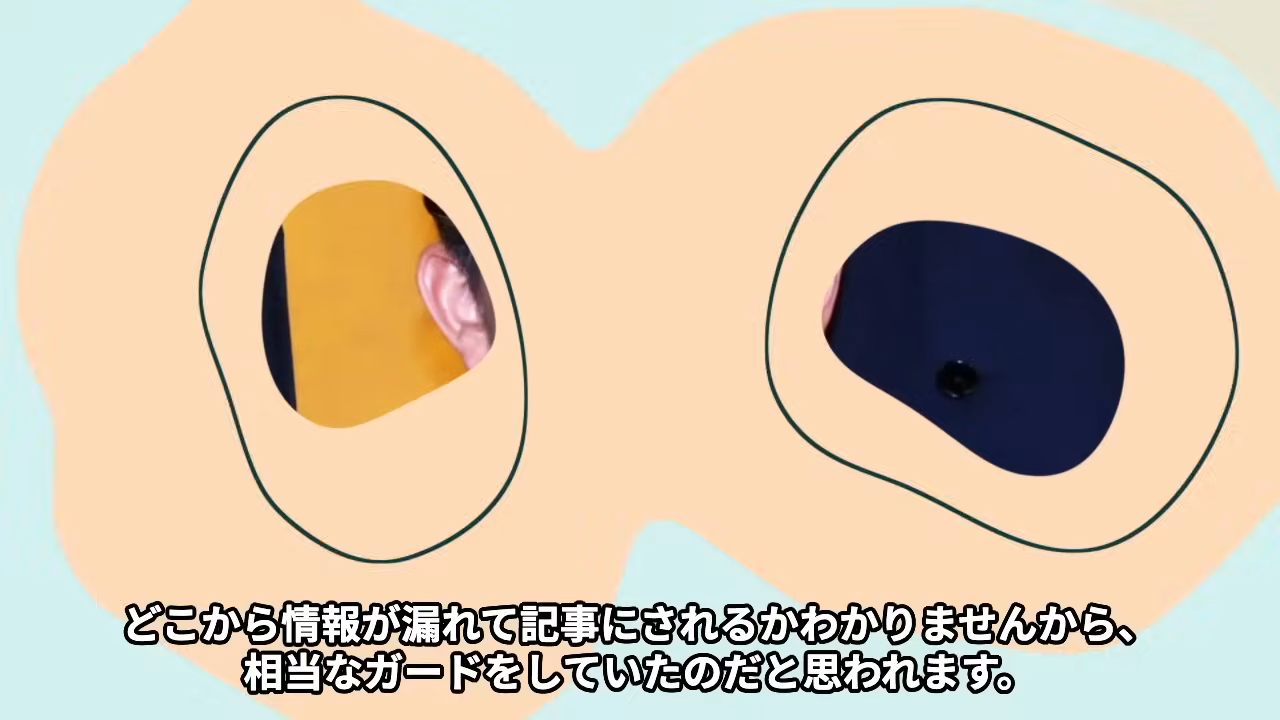 どこから情報が漏れて記事にされるかわかりませんから、
相当なガードをしていたのだと思われます。